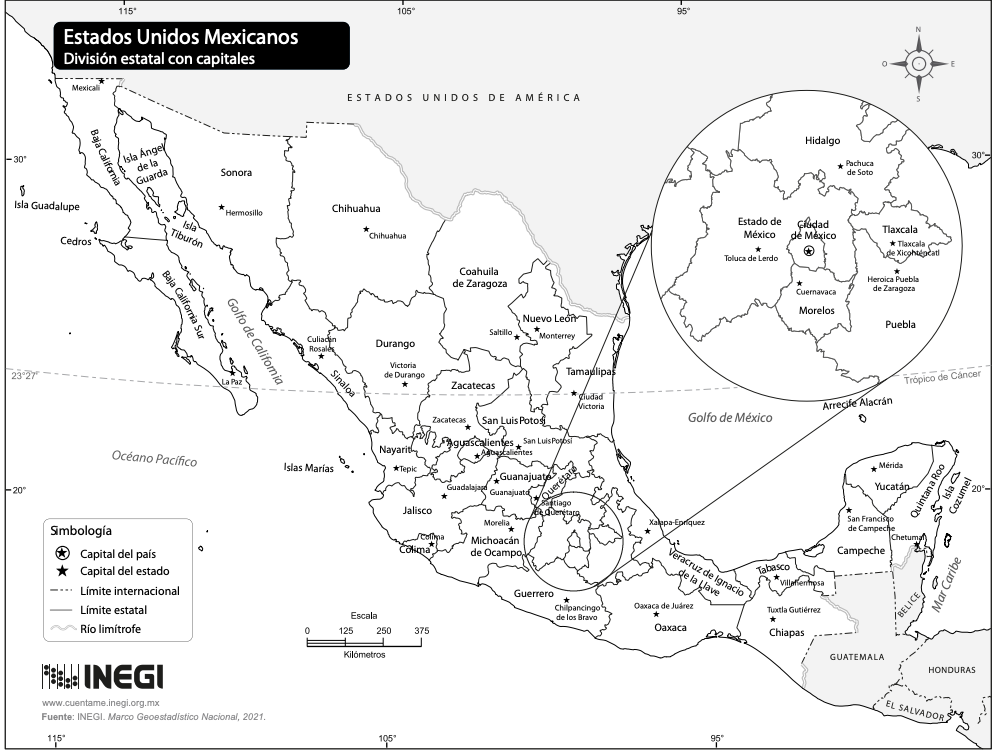 115°
105°
95°
Estados Unidos Mexicanos
División estatal con capitales
N
O
E
S
ESTADOS UNIDOS DE AMÉRICA
Mexicali
Baja California
Isla Ángel
de la
Guarda
Sonora
Hermosillo
Isla
Tiburón
30°
30°
Isla Guadalupe
Cedros
Baja California Sur
Golfo de California
La Paz
Chihuahua
Chihuahua
Coahuila
de Zaragoza
Saltillo
Nuevo León
Monterrey
Culiacán
Rosales
Sinaloa
Durango
Victoria
de Durango
Tamaulipas
Ciudad
Victoria
Hidalgo
Pachuca
de Soto
Estado de
México
Toluca de Lerdo
Ciudad
de México
Tlaxcala
Tlaxcala
de Xicohténcatl
Heroica Puebla
de Zaragoza
Cuernavaca
Morelos
Puebla
23°27'
Trópico de Cáncer
Zacatecas
Zacatecas
San Luis Potosí
San Luis Potosí
Aguascalientes
Aguascalientes
Nayarit
Tepic
Golfo de México
Arrecife Alacrán
Océano Pacífico
Islas Marías
20°
20°
Guadalajara
Jalisco
Guanajuato
Guanajuato
Querétaro
Santiago
de Querétaro
Colima
Colima
Morelia
Michoacán
de Ocampo
Xalapa-Enríquez
Veracruz de Ignacio
de la Llave
Mérida
Yucatán
Quintana Roo
Isla
Cozumel
San Francisco
de Campeche
Campeche
Chetumal
Tabasco
Villahermosa
Mar Caribe
BELICE
Guerrero
Chilpancingo
de los Bravo
Oaxaca de Juárez
Oaxaca
Tuxtla Gutiérrez
Chiapas
GUATEMALA
HONDURAS
EL SALVADOR
Simbología
Capital del país
Capital del estado
Límite internacional
Límite estatal
Río limítrofe
Escala
0 125 250 375
Kilómetros
INEGI
www.cuentame.inegi.org.mx
Fuente: INEGI. Marco Geoestadístico Nacional, 2021.
115°
105°
95°